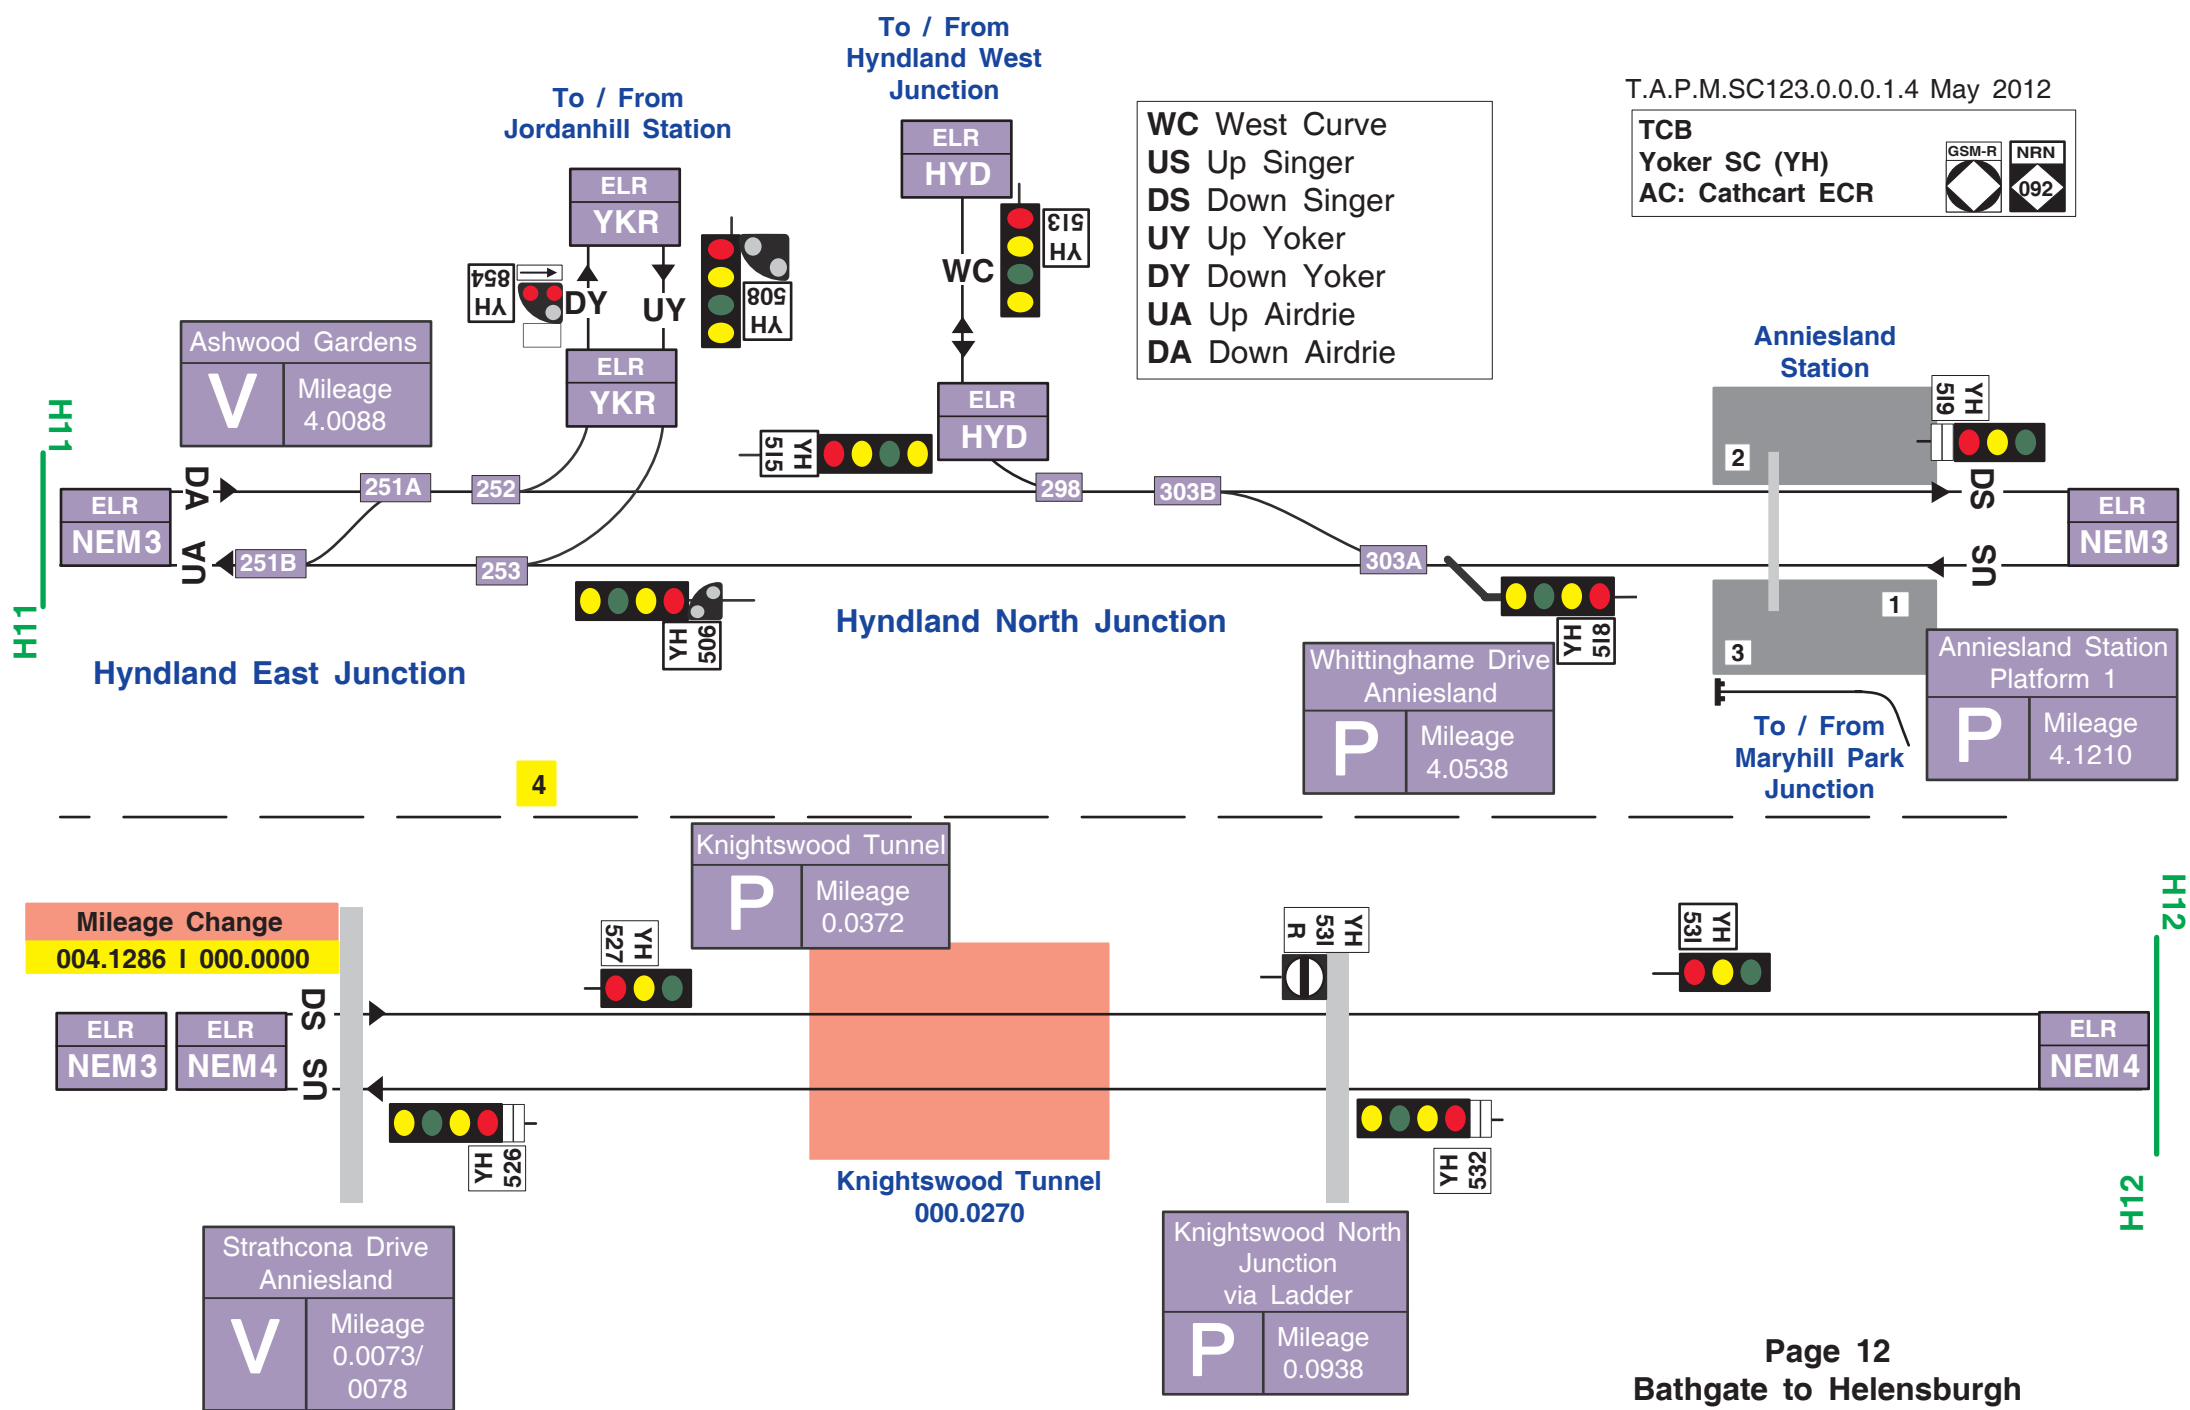 To / From
Hyndland West
Junction
To / From
Jordanhill Station
T.A.P.M.SC123.0.0.0.1.4 May 2012
TCB
Yoker SC (YH)
AC: Cathcart ECR
GSM-R
NRN
092
WC West Curve
US Up Singer
DS Down Singer
UY Up Yoker
DY Down Yoker
UA Up Airdrie
DA Down Airdrie
ELR
HYD
YH
513
WC
ELR
HYD
ELR
YKR
YH
854
DY
UY
YH
508
ELR
YKR
Ashwood Gardens
V
Mileage
4.0088
Anniesland
Station
YH
519
H11
H11
YH
515
2
DA
251A
252
298
303B
DS
ELR
NEM3
ELR
NEM3
UA
251B
253
303A
US
YH
506
YH
518
1
3
Hyndland North Junction
Hyndland East Junction
Whittinghame Drive
Anniesland
P
Mileage
4.0538
Anniesland Station
Platform 1
P
Mileage
4.1210
To / From
Maryhill Park
Junction
4
Knightswood Tunnel
P
Mileage
0.0372
Mileage Change
004.1286 I 000.0000
YH
527
YH
531
R
YH
531
H12
H12
DS
ELR
NEM3
ELR
NEM4
US
ELR
NEM4
YH
526
YH
532
Knightswood Tunnel
000.0270
Strathcona Drive
Anniesland
V
Mileage
0.0073/
0078
Knightswood North
Junction
via Ladder
P
Mileage
0.0938
Page 12
Bathgate to Helensburgh